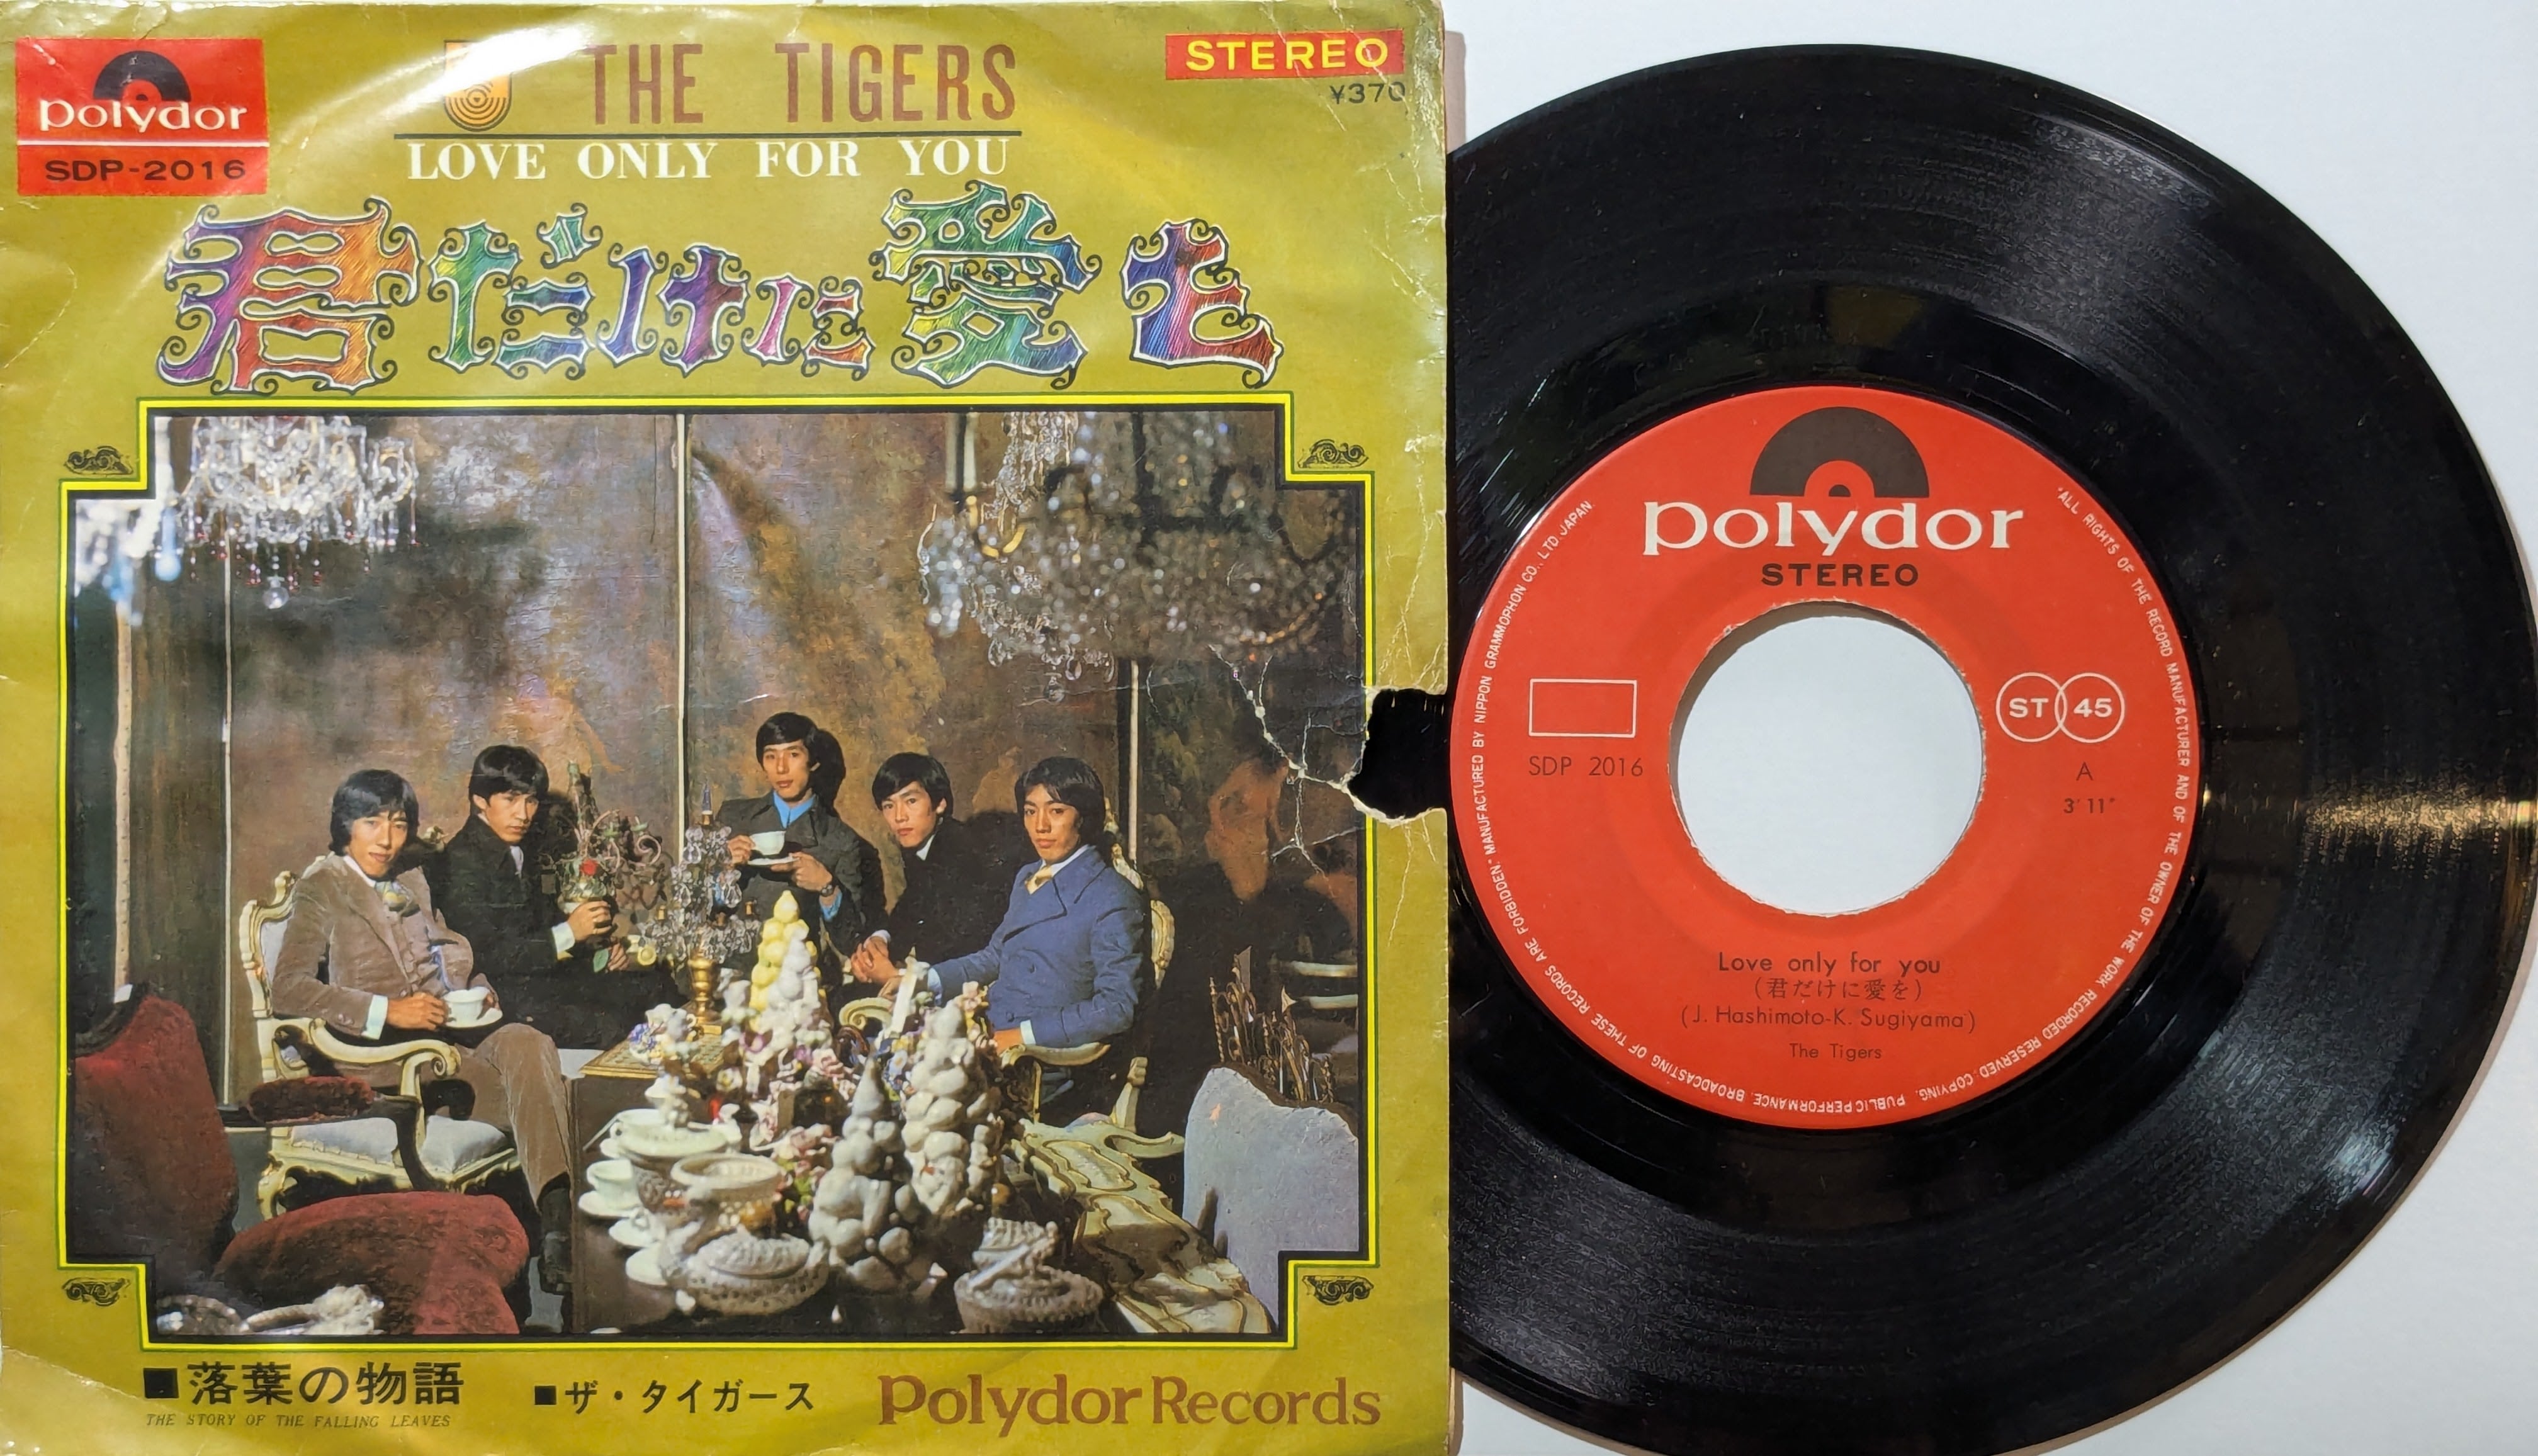 polydor
SDP-2016
THE TIGERS
LOVE ONLY FOR YOU
STEREO
¥370
君だけに愛を
■落葉の物語
THE STORY OF THE FALLING LEAVES
■ザ・タイガース
Polydor Records
polydor
STEREO
SDP 2016
ST 45
A
3'11"
Love only for you
(君だけに愛を)
(J. Hashimoto-K. Sugiyama)
The Tigers
"ALL RIGHTS OF THE RECORD MANUFACTURER AND OF THE OWNER OF THE WORK RECORDED RESERVED. COPYING, PUBLIC PERFORMANCE, BROADCASTING OF THESE RECORDS ARE FORBIDDEN." MANUFACTURED BY NIPPON GRAMMOPHON CO., LTD JAPAN